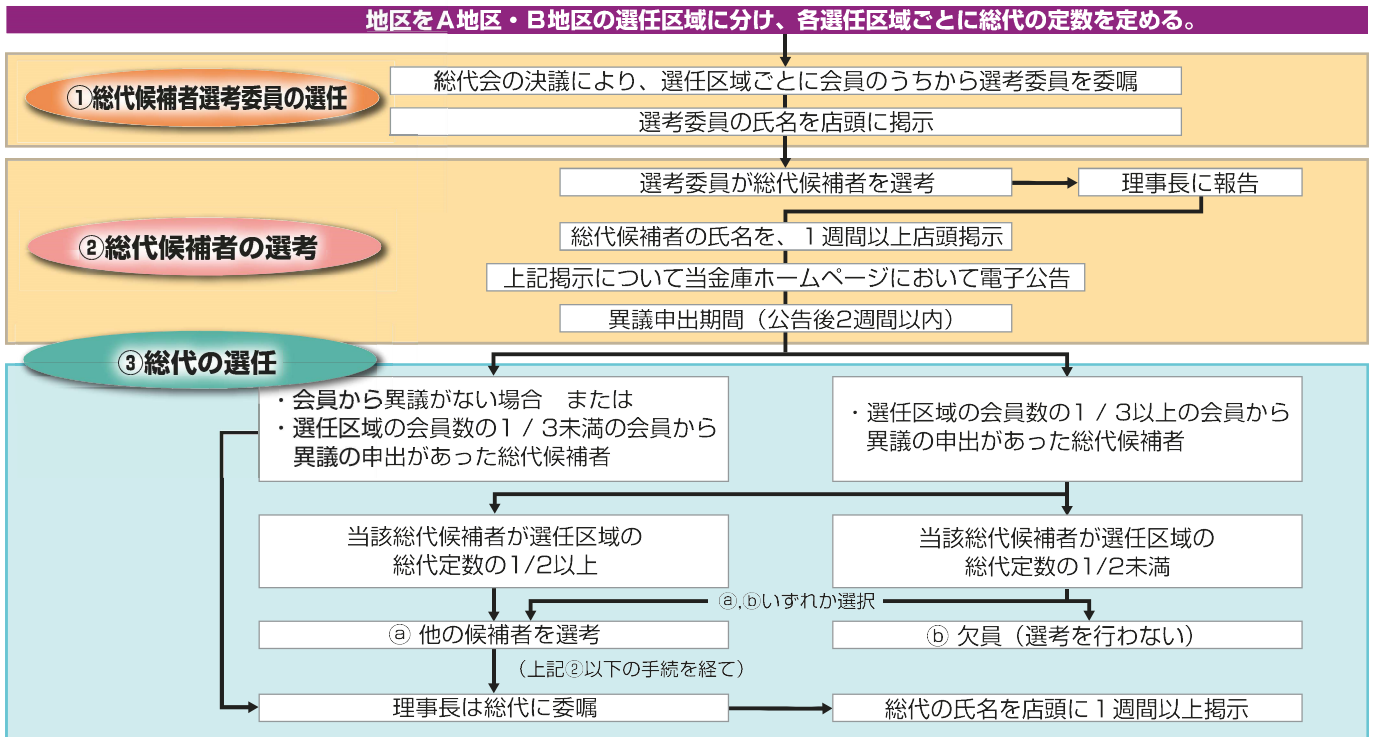 地区をA地区・B地区の選任区域に分け、各選任区域ごとに総代の定数を定める。
①総代候補者選考委員の選任
総代会の決議により、選任区域ごとに会員のうちから選考委員を委嘱
選考委員の氏名を店頭に掲示
②総代候補者の選考
選考委員が総代候補者を選考
理事長に報告
総代候補者の氏名を、1週間以上店頭掲示
上記掲示について当金庫ホームページにおいて電子公告
異議申出期間（公告後2週間以内）
③総代の選任
・会員から異議がない場合　または
・選任区域の会員数の1/3未満の会員から
異議の申出があった総代候補者
・選任区域の会員数の1/3以上の会員から
異議の申出があった総代候補者
当該総代候補者が選任区域の
総代定数の1/2以上
当該総代候補者が選任区域の
総代定数の1/2未満
ⓐ,ⓑいずれか選択
ⓐ 他の候補者を選考
ⓑ 欠員（選考を行わない）
（上記②以下の手続を経て）
理事長は総代に委嘱
総代の氏名を店頭に1週間以上掲示